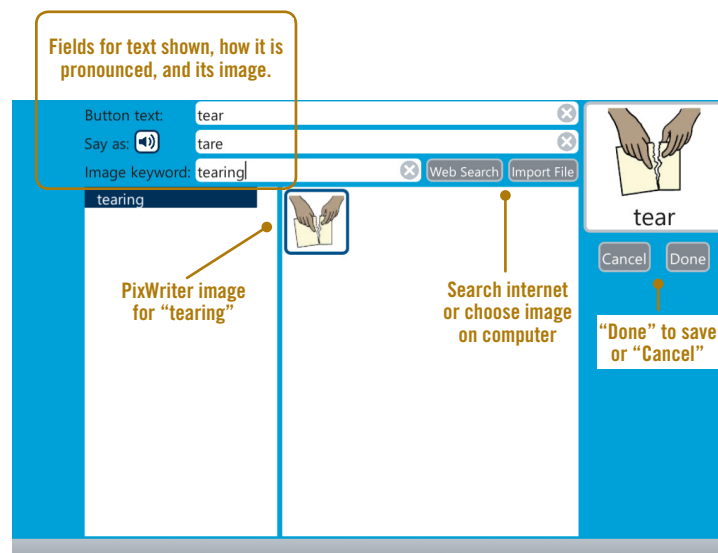 Fields for text shown, how it is
pronounced, and its image.
Button text: tear
Say as: tare
Image keyword: tearing Web Search Import File
tearing
tear
Cancel Done
PixWriter image
for “tearing”
Search internet
or choose image
on computer
“Done” to save
or “Cancel”